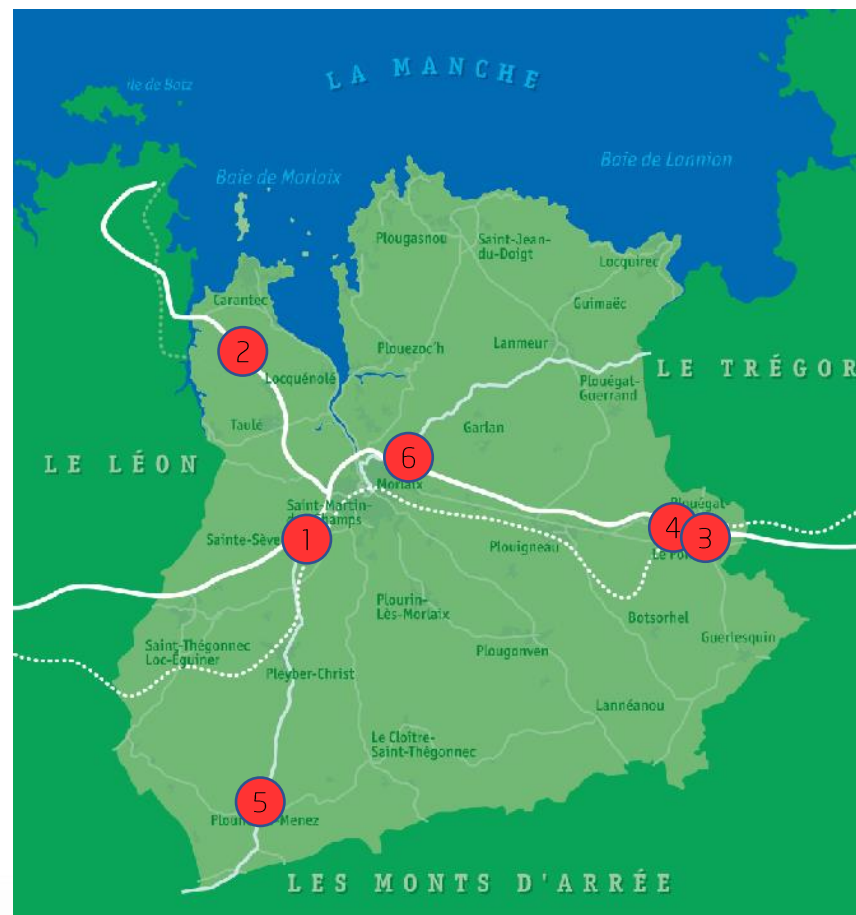 LA MANCHE
Ile de Batz
Baie de Lannion
Baie de Morlaix
Plougasnou
Saint-Jean-
du-Doigt
Locquirec
Carantec
Guimaëc
2
Plouezoc'h
Lanmeur
LE TRÉGOR
Locquénolé
Plouégat-
Guerrand
Taulé
Garlan
LE LÉON
6
Morlaix
Saint-Martin-
Plouégat-
4
3
1
Plouigneau
Plourin-
Lès-Morlaix
Botsorhel
Guerlesquin
Saint-Thégonnec
Loc-Eguiner
Plougonven
Pleyber-Christ
Lannéanou
Le Cloître-
Saint-Thégonnec
5
LES MONTS D'ARRÉE